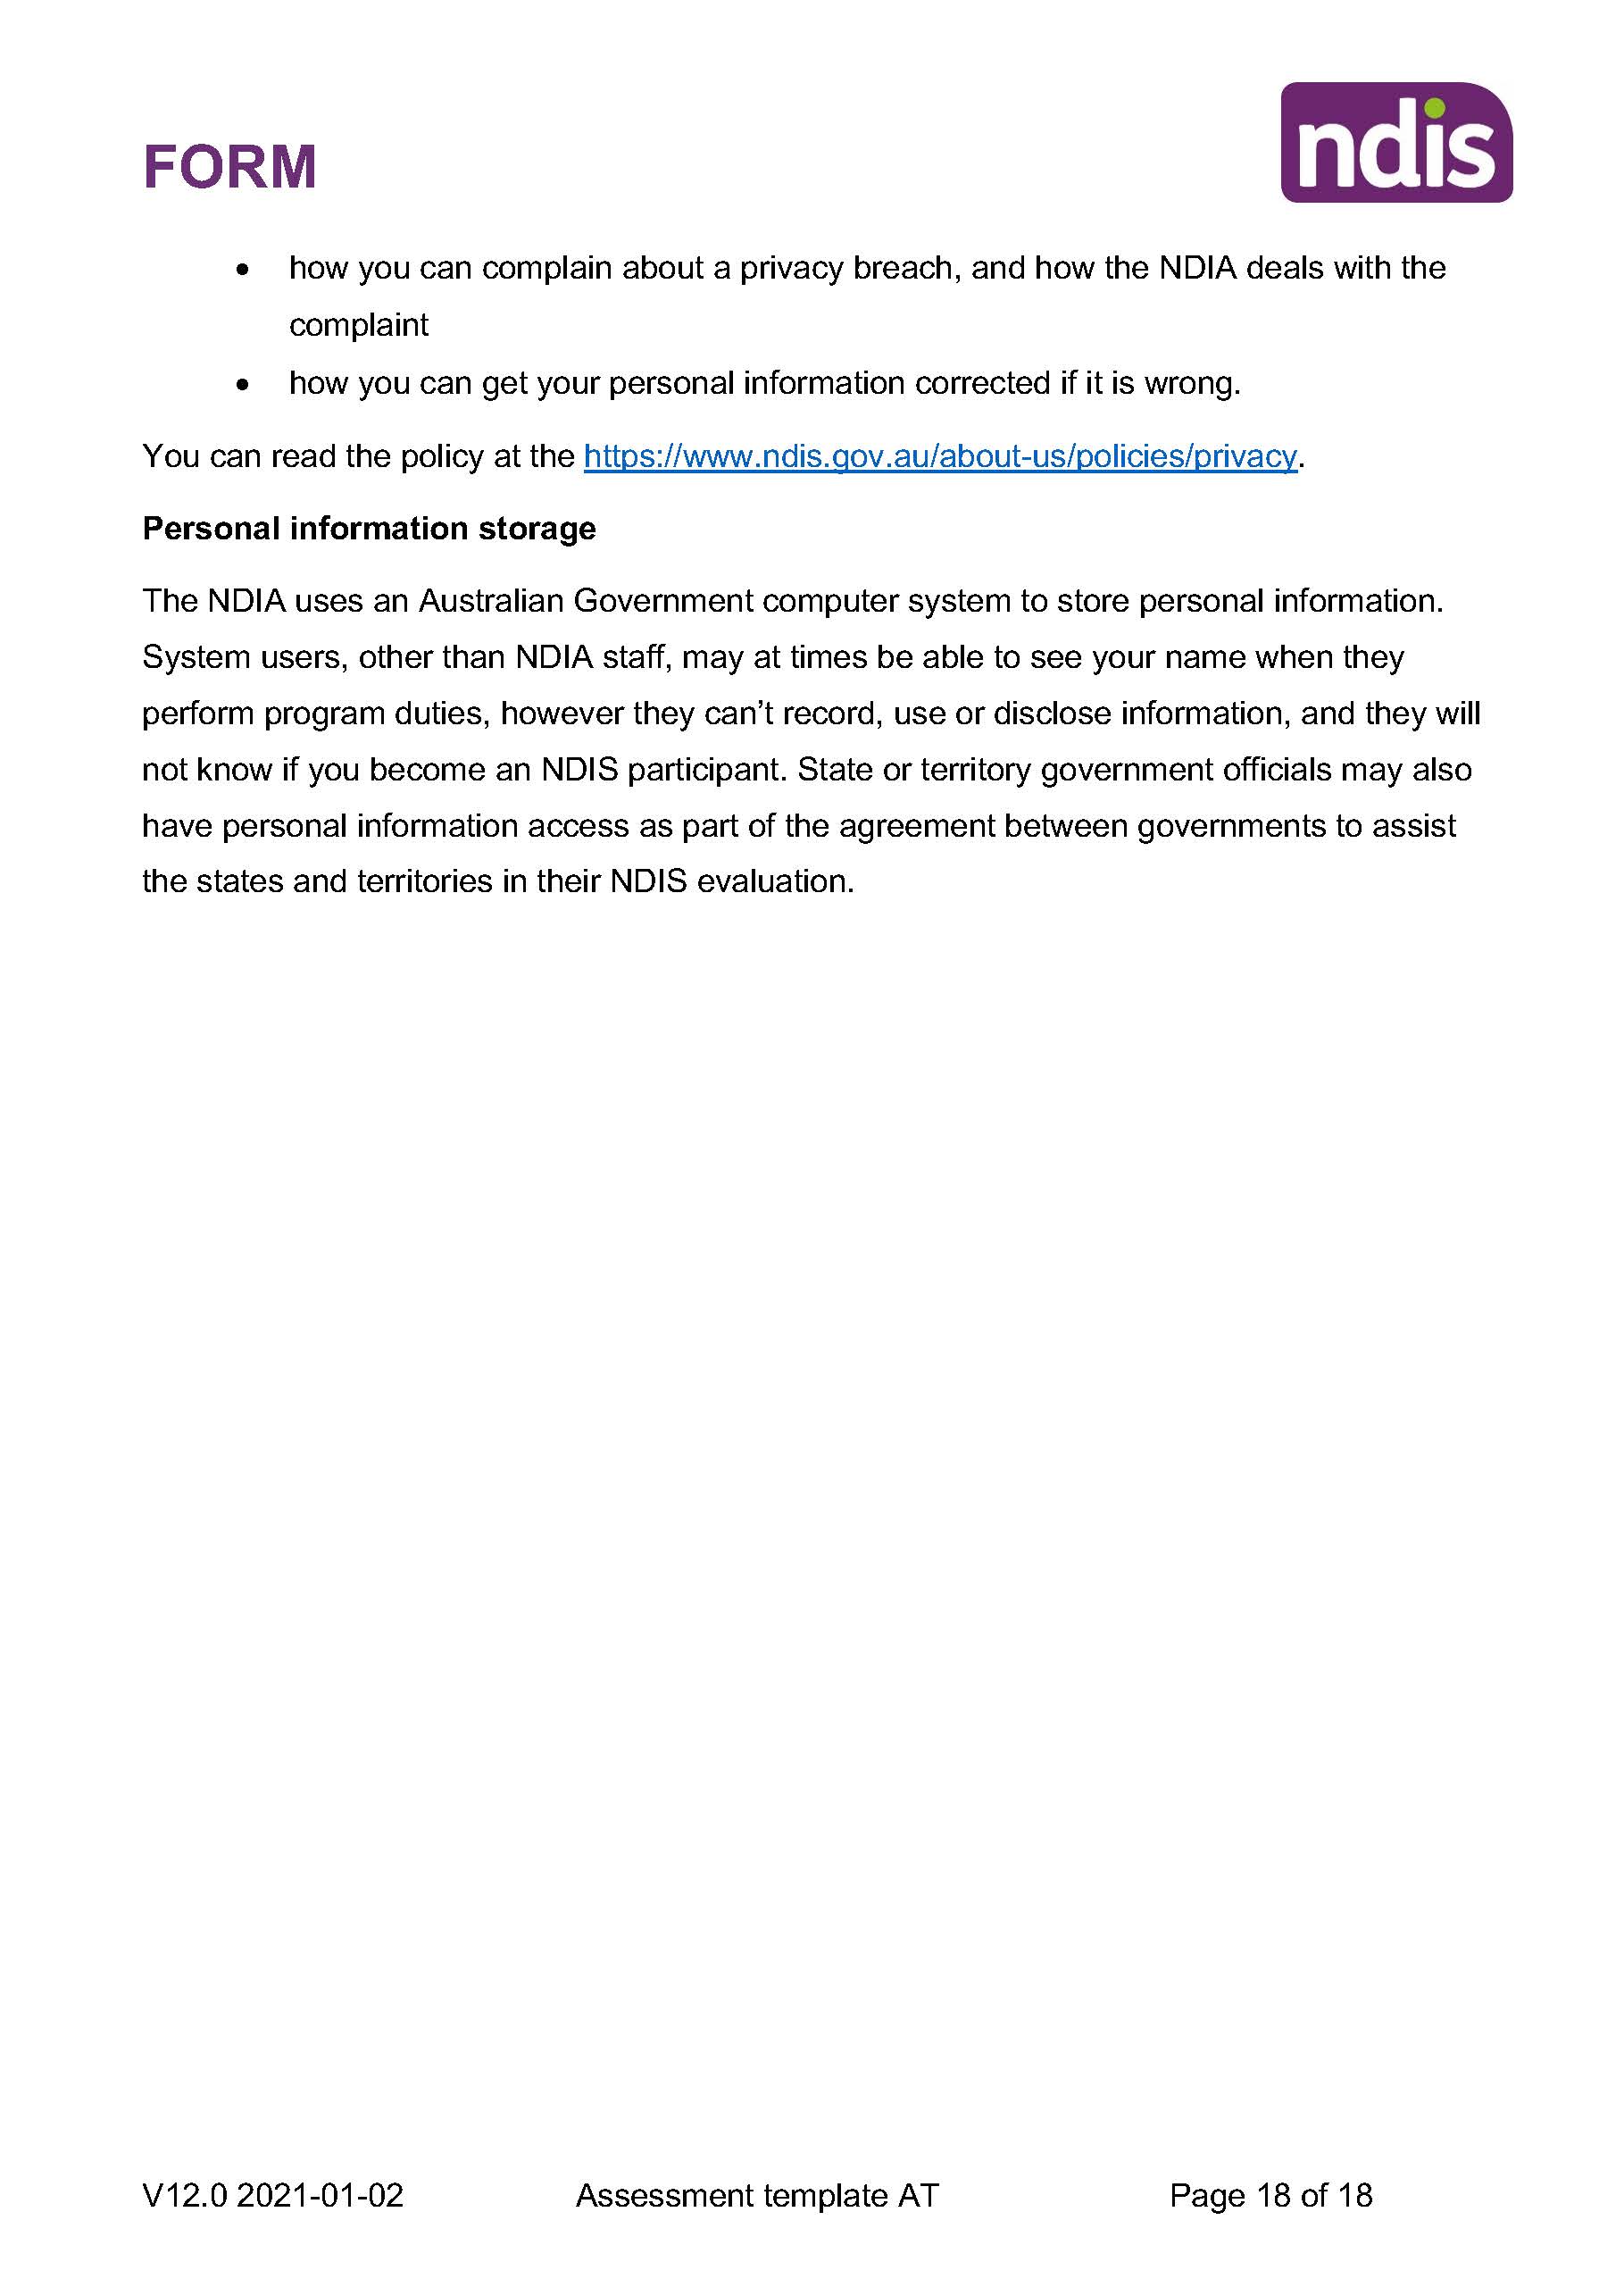 FORM
ndis
• how you can complain about a privacy breach, and how the NDIA deals with the
complaint
• how you can get your personal information corrected if it is wrong.
You can read the policy at the https://www.ndis.gov.au/about-us/policies/privacy.
Personal information storage
The NDIA uses an Australian Government computer system to store personal information.
System users, other than NDIA staff, may at times be able to see your name when they
perform program duties, however they can’t record, use or disclose information, and they will
not know if you become an NDIS participant. State or territory government officials may also
have personal information access as part of the agreement between governments to assist
the states and territories in their NDIS evaluation.
V12.0 2021-01-02 Assessment template AT Page 18 of 18